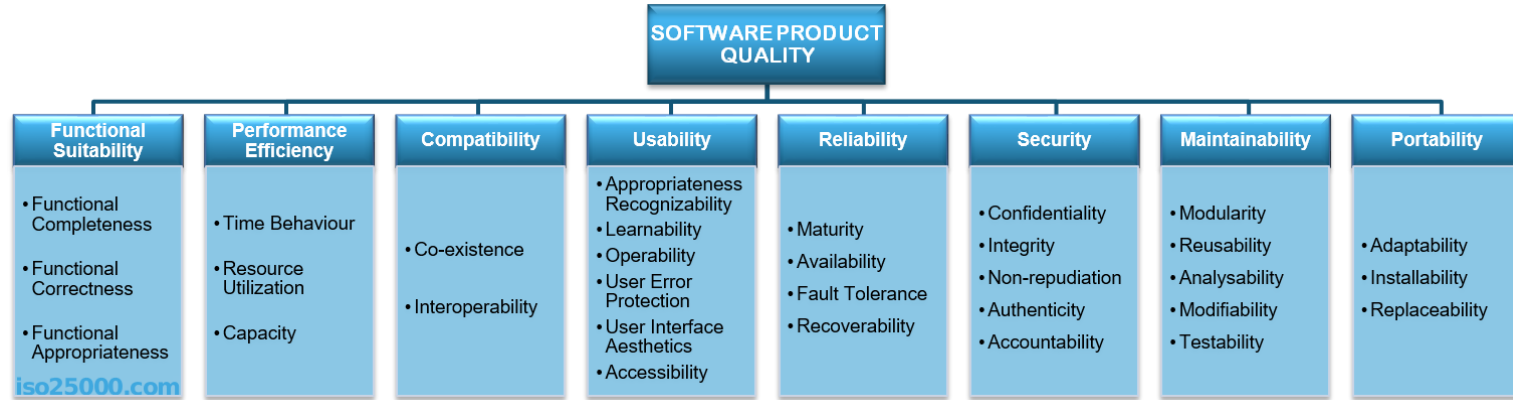 SOFTWARE PRODUCT
QUALITY
Functional
Suitability
• Functional
Completeness
• Functional
Correctness
• Functional
Appropriateness
iso25000.com
Performance
Efficiency
• Time Behaviour
• Resource
Utilization
• Capacity
Compatibility
• Co-existence
• Interoperability
Usability
• Appropriateness
Recognizability
• Learnability
• Operability
• User Error
Protection
• User Interface
Aesthetics
• Accessibility
Reliability
• Maturity
• Availability
• Fault Tolerance
• Recoverability
Security
• Confidentiality
• Integrity
• Non-repudiation
• Authenticity
• Accountability
Maintainability
• Modularity
• Reusability
• Analysability
• Modifiability
• Testability
Portability
• Adaptability
• Installability
• Replaceability